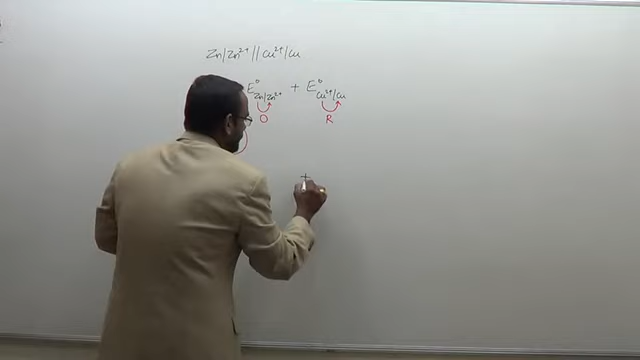 Zn/Zn²⁺ || Cu²⁺/Cu
E°Zn/Zn²⁺ + E°Cu²⁺/Cu
O R
+